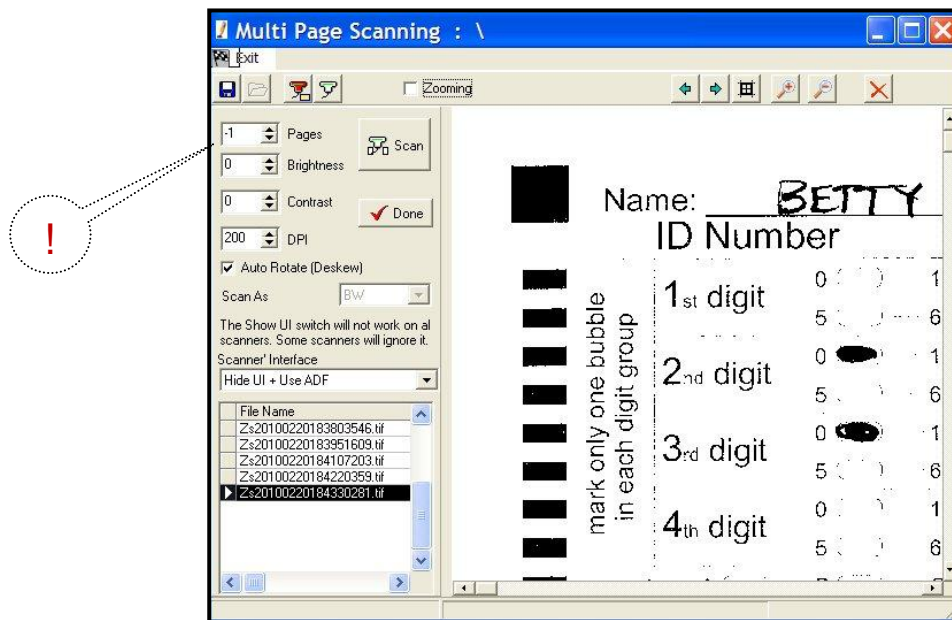 Multi Page Scanning : \
Exit
Zooming
-1 Pages
Scan
0 Brightness
0 Contrast
Done
200 DPI
Auto Rotate (Deskew)
Scan As BW
The Show UI switch will not work on al
scanners. Some scanners will ignore it.
Scanner' Interface
Hide UI + Use ADF
File Name
Zs20100220183803546.tif
Zs20100220183951609.tif
Zs20100220184107203.tif
Zs20100220184220359.tif
Zs20100220184330281.tif
!
Name: BETTY
ID Number
mark only one bubble
in each digit group
1st digit
0 1
5 6
2nd digit
0 1
5 6
3rd digit
0 1
5 6
4th digit
0 1
5 6